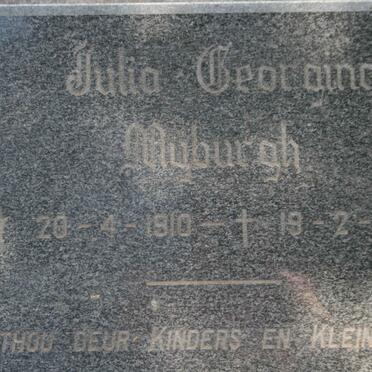 Julia Georgina
Myburgh
20-4-1910 - † 19-2-
THOU DEUR KINDERS EN KLEIN